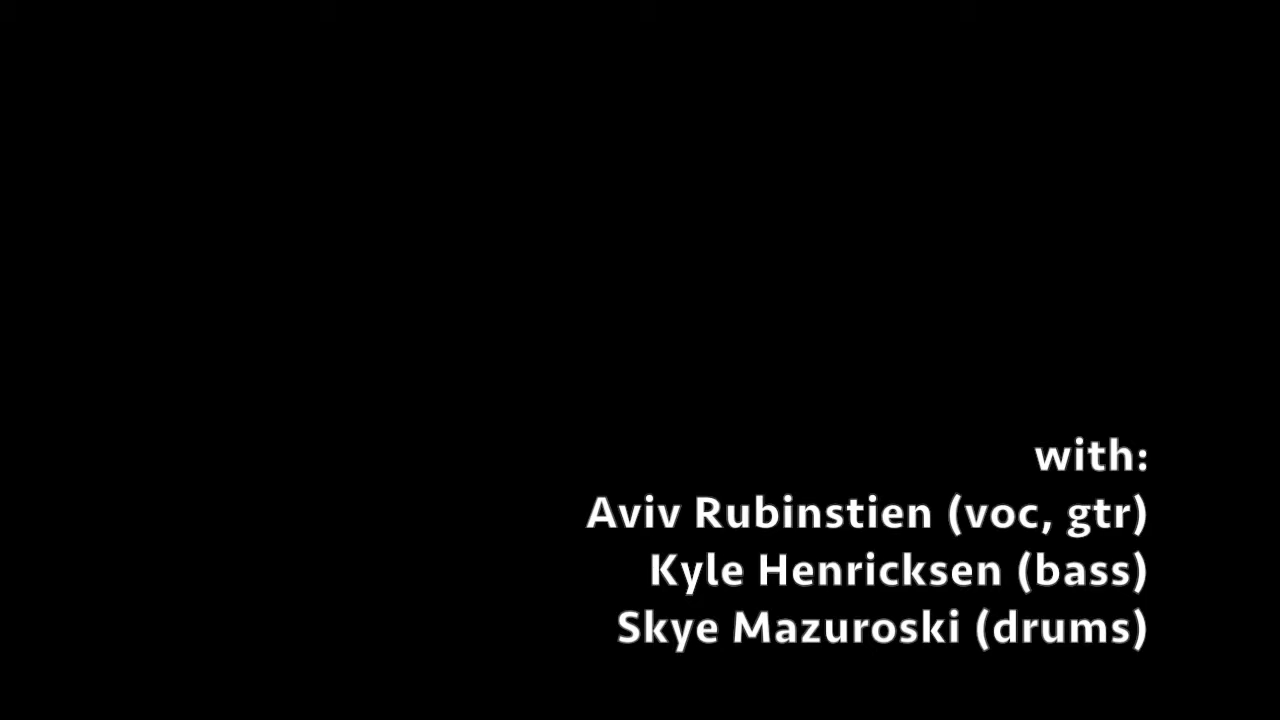 with:
Aviv Rubinstien (voc, gtr)
Kyle Henricksen (bass)
Skye Mazuroski (drums)